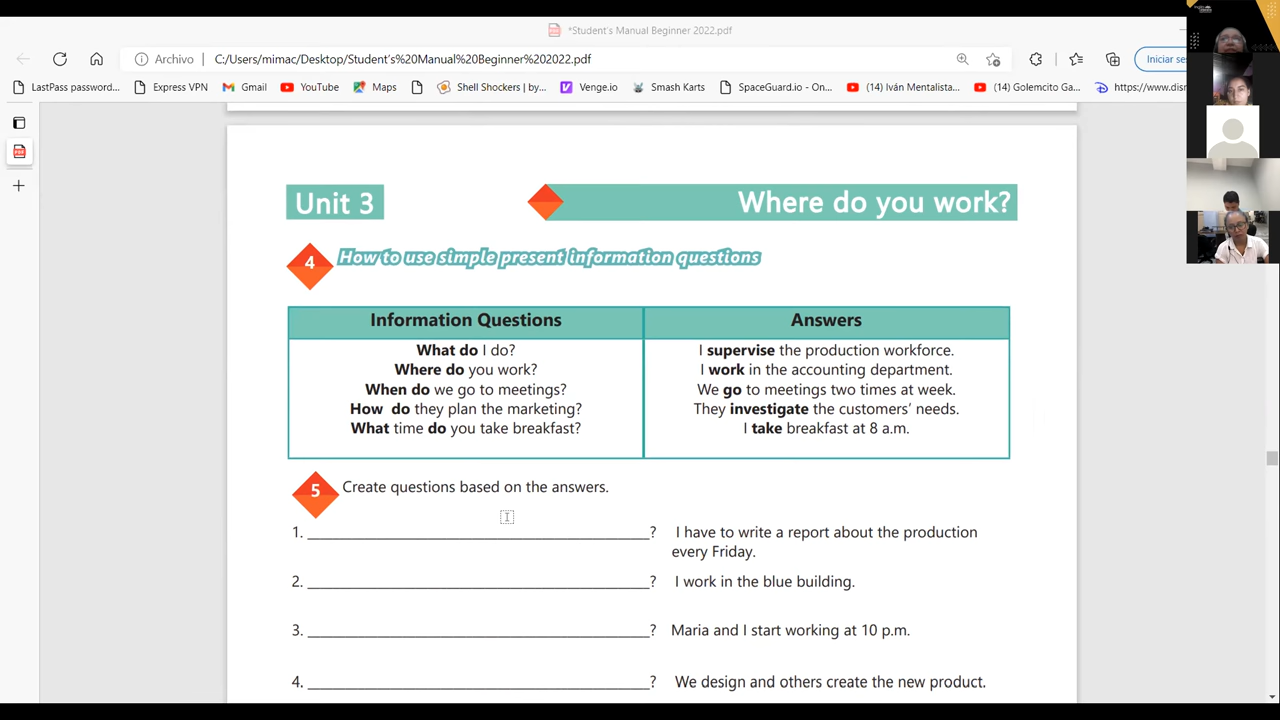 *Student's Manual Beginner 2022.pdf
Archivo C:/Users/mimac/Desktop/Student's%20Manual%20Beginner%202022.pdf Iniciar se
LastPass password... Express VPN Gmail YouTube Maps Shell shockers | by... Venge.io Smash Karts SpaceGuard.io - On... (14) Iván Mentalista... (14) Golemcito Ga... https://www.disn
Unit 3 Where do you work?
4 How to use simple present information questions
Information Questions Answers
What do I do? I supervise the production workforce.
Where do you work? I work in the accounting department.
When do we go to meetings? We go to meetings two times at week.
How do they plan the marketing? They investigate the customers' needs.
What time do you take breakfast? I take breakfast at 8 a.m.
5 Create questions based on the answers.
1. ________________? I have to write a report about the production
every Friday.
2. ________________? I work in the blue building.
3. ________________? Maria and I start working at 10 p.m.
4. ________________? We design and others create the new product.